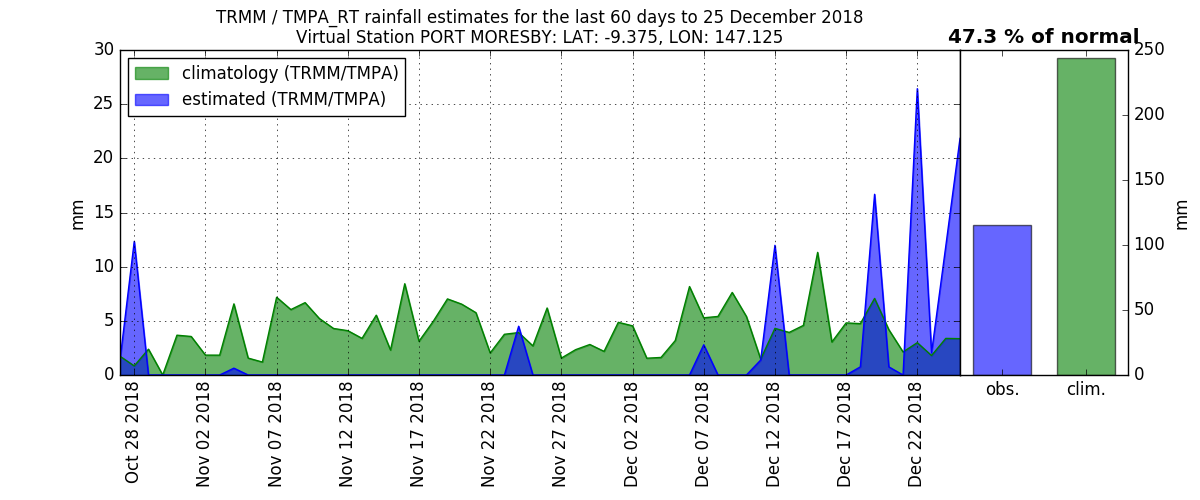 TRMM / TMPA_RT rainfall estimates for the last 60 days to 25 December 2018
Virtual Station PORT MORESBY: LAT: -9.375, LON: 147.125
47.3 % of normal
climatology (TRMM/TMPA)
estimated (TRMM/TMPA)
mm
30
25
20
15
10
5
0
Oct 28 2018
Nov 02 2018
Nov 07 2018
Nov 12 2018
Nov 17 2018
Nov 22 2018
Nov 27 2018
Dec 02 2018
Dec 07 2018
Dec 12 2018
Dec 17 2018
Dec 22 2018
obs.
clim.
250
200
150
100
50
0
mm